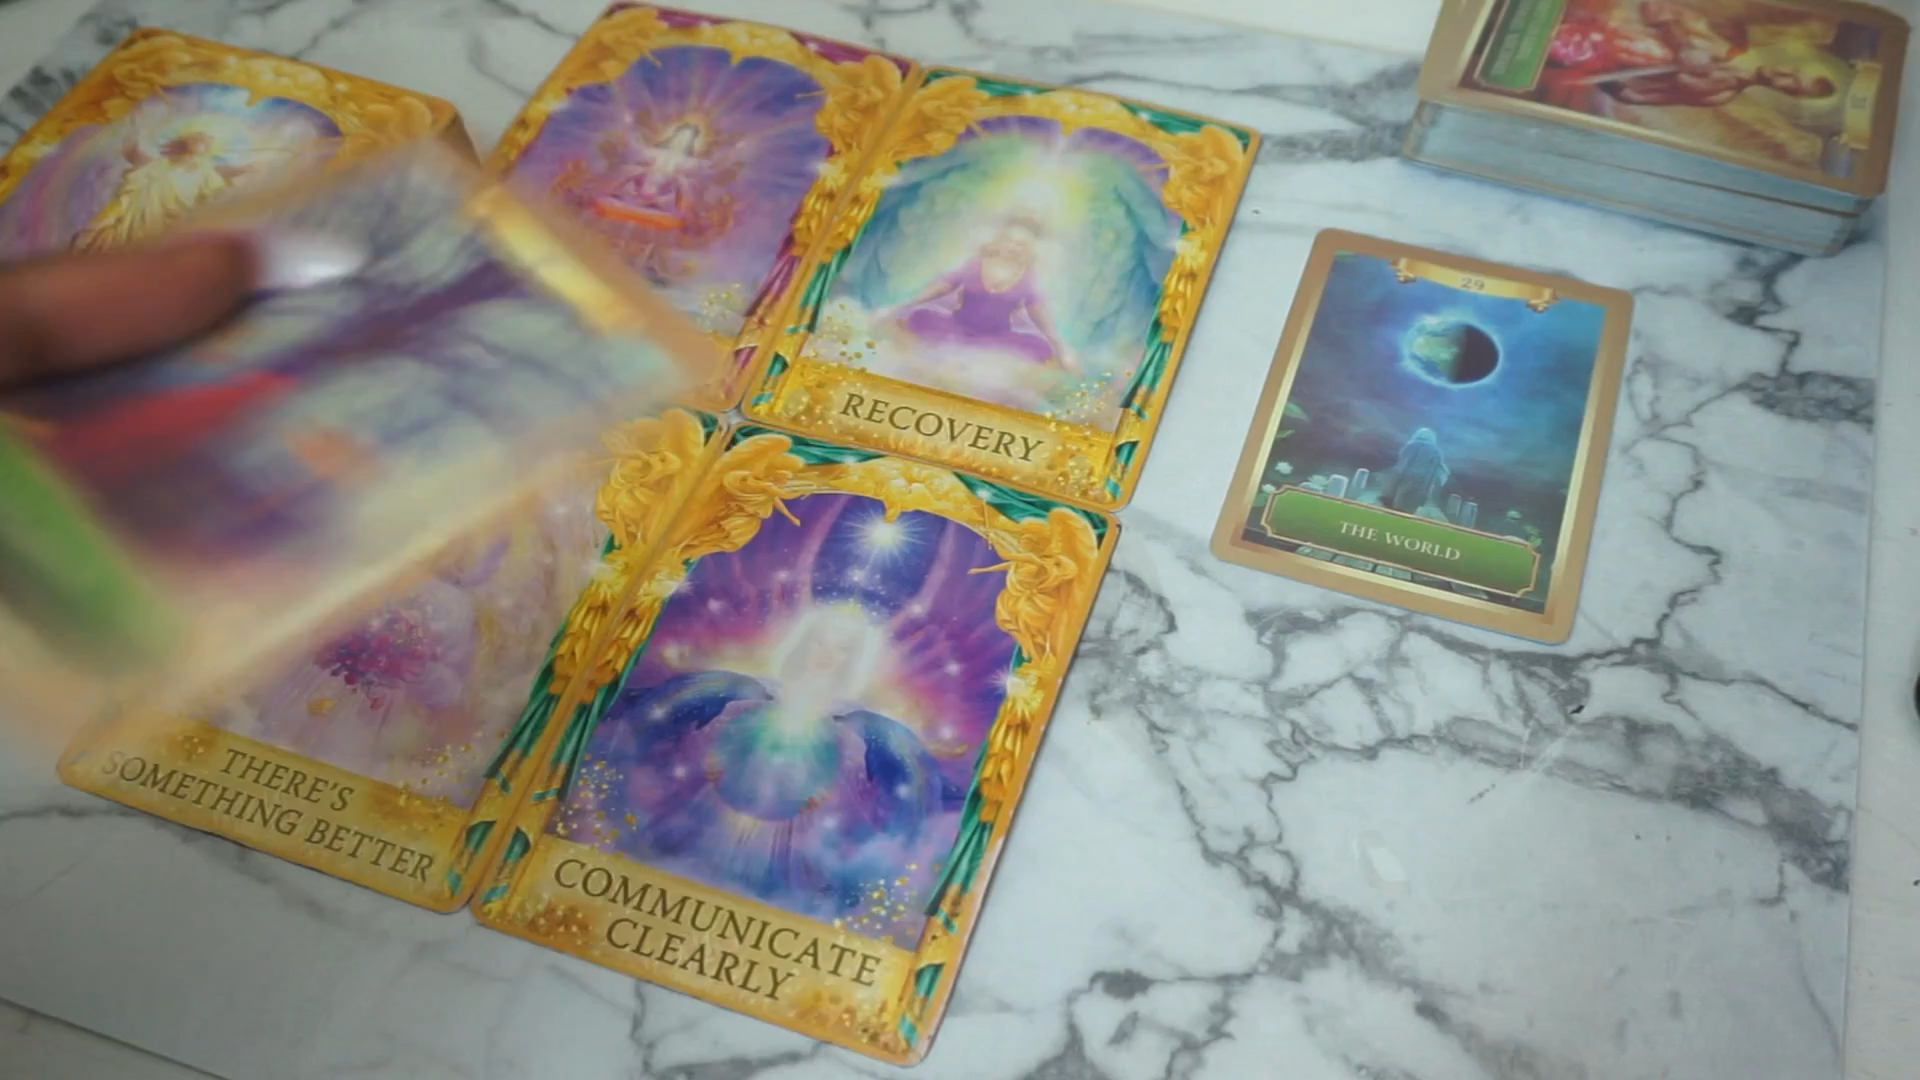 RECOVERY
29
THE WORLD
THERE'S
SOMETHING BETTER
COMMUNICATE
CLEARLY